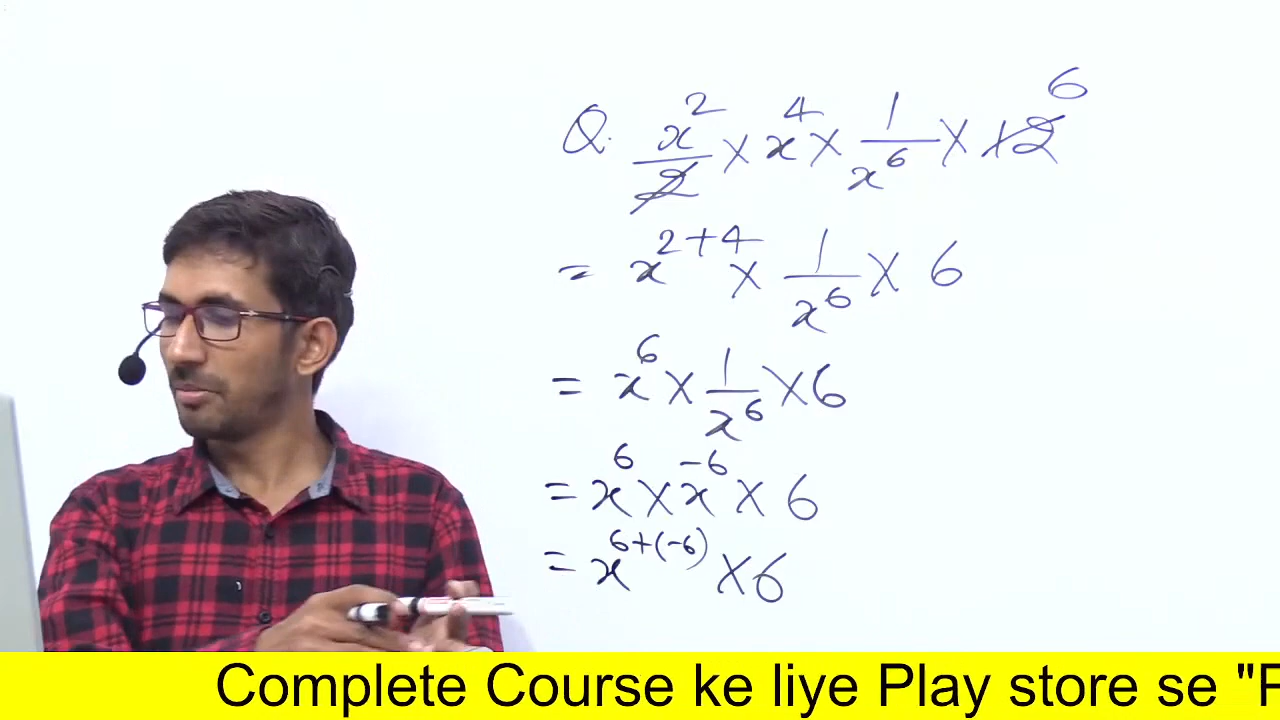 Q. x²/2 × x⁴ × 1/x⁶ × 12 6
= x²⁺⁴ × 1/x⁶ × 6
= x⁶ × 1/x⁶ × 6
= x⁶ × x⁻⁶ × 6
= x⁶⁺⁽⁻⁶⁾ × 6
Complete Course ke liye Play store se "